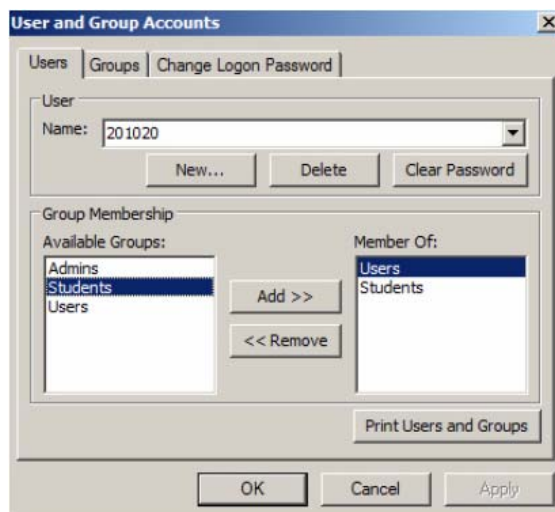 User and Group Accounts
Users Groups Change Logon Password
User
Name: 201020
New... Delete Clear Password
Group Membership
Available Groups:
Admins
Students
Users
Add >>
<< Remove
Member Of:
Users
Students
Print Users and Groups
OK Cancel Apply